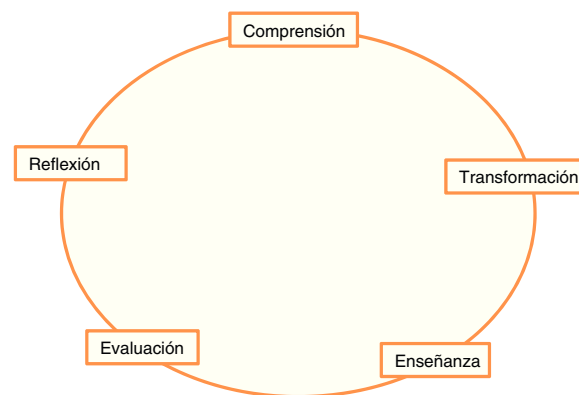 Comprensión
Reflexión
Transformación
Evaluación
Enseñanza